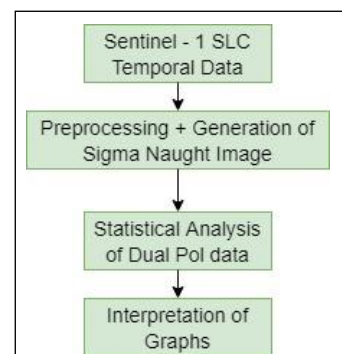 Sentinel - 1 SLC
Temporal Data
Preprocessing + Generation of
Sigma Naught Image
Statistical Analysis
of Dual Pol data
Interpretation of
Graphs